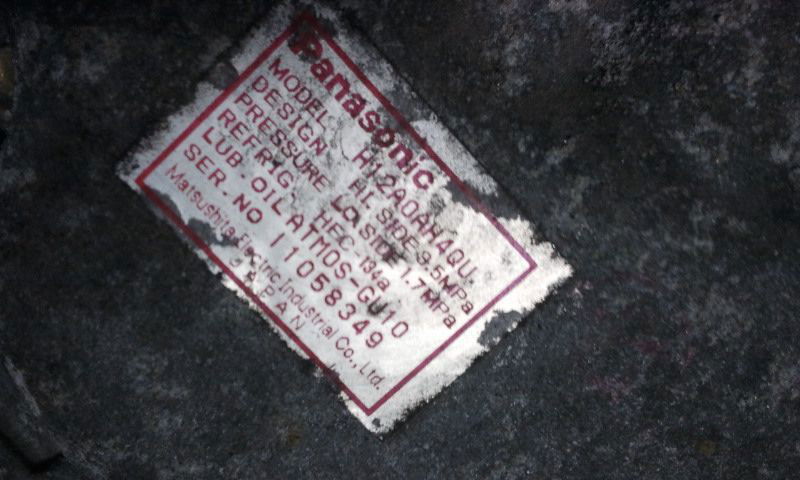 Panasonic
MODEL H12A0AH4QU
DESIGN HI. SIDE 3.5MPa
PRESSURE LO. SIDE 1.7MPa
REFRIG. HFC-134a
LUB OIL ATMOS-GU10
SER. NO 11058349
Matsushita Electric Industrial Co., Ltd.
JAPAN